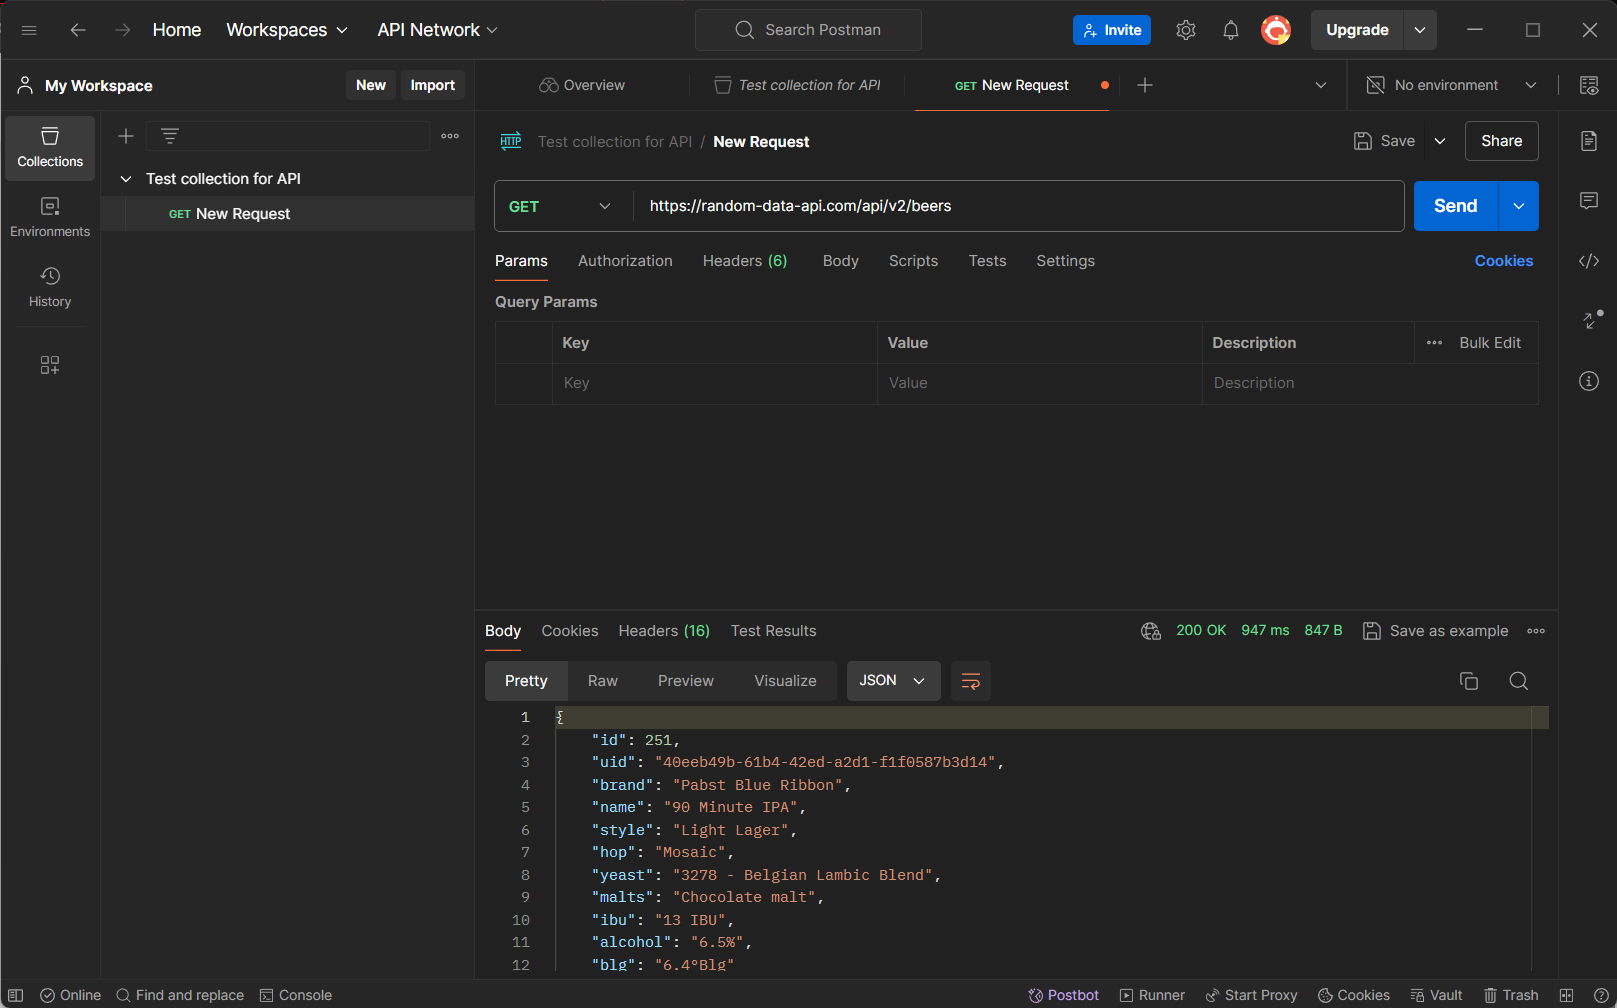 Home Workspaces API Network Search Postman Invite Upgrade
My Workspace New Import Overview Test collection for API GET New Request No environment
Collections
Environments
History
Test collection for API
GET New Request
HTTP Test collection for API / New Request Save Share
GET https://random-data-api.com/api/v2/beers Send
Params Authorization Headers (6) Body Scripts Tests Settings Cookies
Query Params
Key Value Description Bulk Edit
Key Value Description
Body Cookies Headers (16) Test Results 200 OK 947 ms 847 B Save as example
Pretty Raw Preview Visualize JSON
1 {
2 "id": 251,
3 "uid": "40eeb49b-61b4-42ed-a2d1-f1f0587b3d14",
4 "brand": "Pabst Blue Ribbon",
5 "name": "90 Minute IPA",
6 "style": "Light Lager",
7 "hop": "Mosaic",
8 "yeast": "3278 - Belgian Lambic Blend",
9 "malts": "Chocolate malt",
10 "ibu": "13 IBU",
11 "alcohol": "6.5%",
12 "blg": "6.4°Blg"
Online Find and replace Console Postbot Runner Start Proxy Cookies Vault Trash